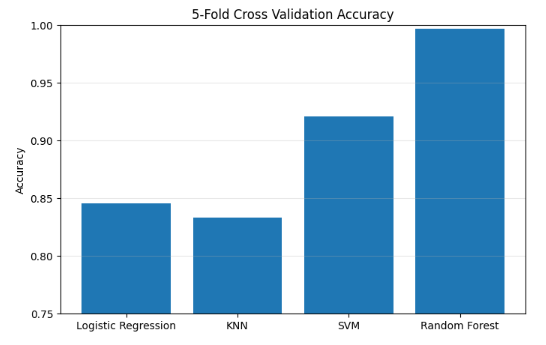 5-Fold Cross Validation Accuracy
1.00
0.95
0.90
0.85
0.80
0.75
Accuracy
Logistic Regression
KNN
SVM
Random Forest